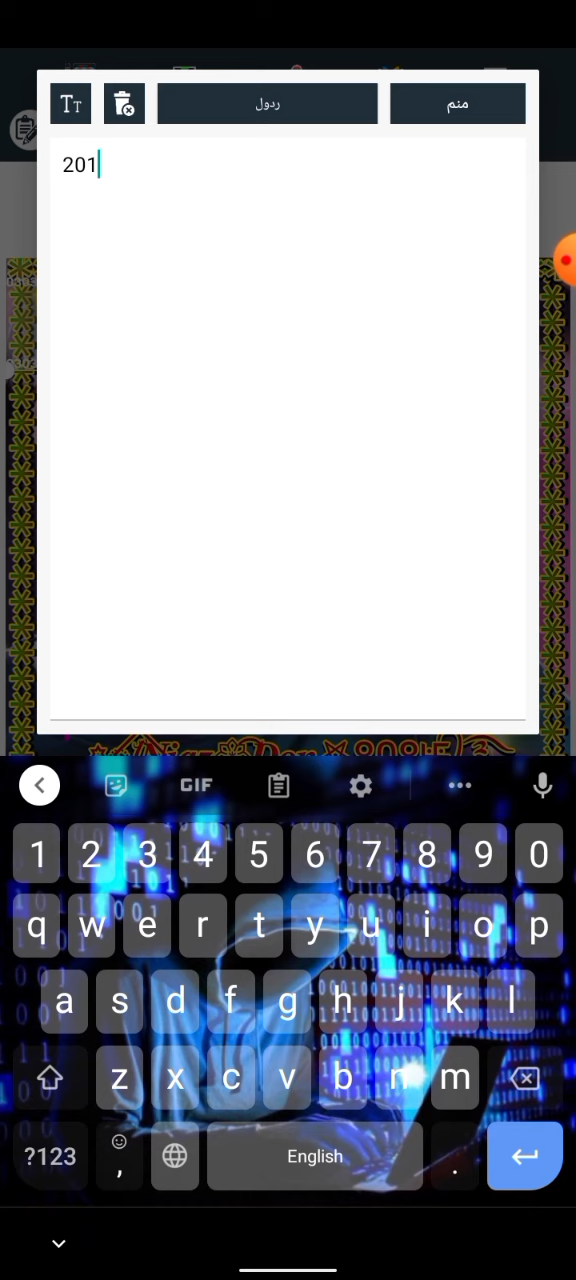 ردول
منم
201
GIF
1 2 3 4 5 6 7 8 9 0
q w e r t y u i o p
a s d f g h j k l
z x c v b n m
?123 , English .